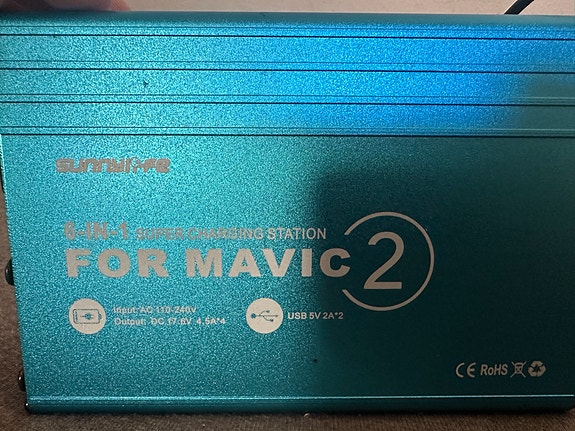 sunnylife
6-IN-1 SUPER CHARGING STATION
FOR MAVIC 2
Input: AC 110-240v
Output: DC 17.6V 4.5A*4
USB 5V 2A*2
CE RoHS